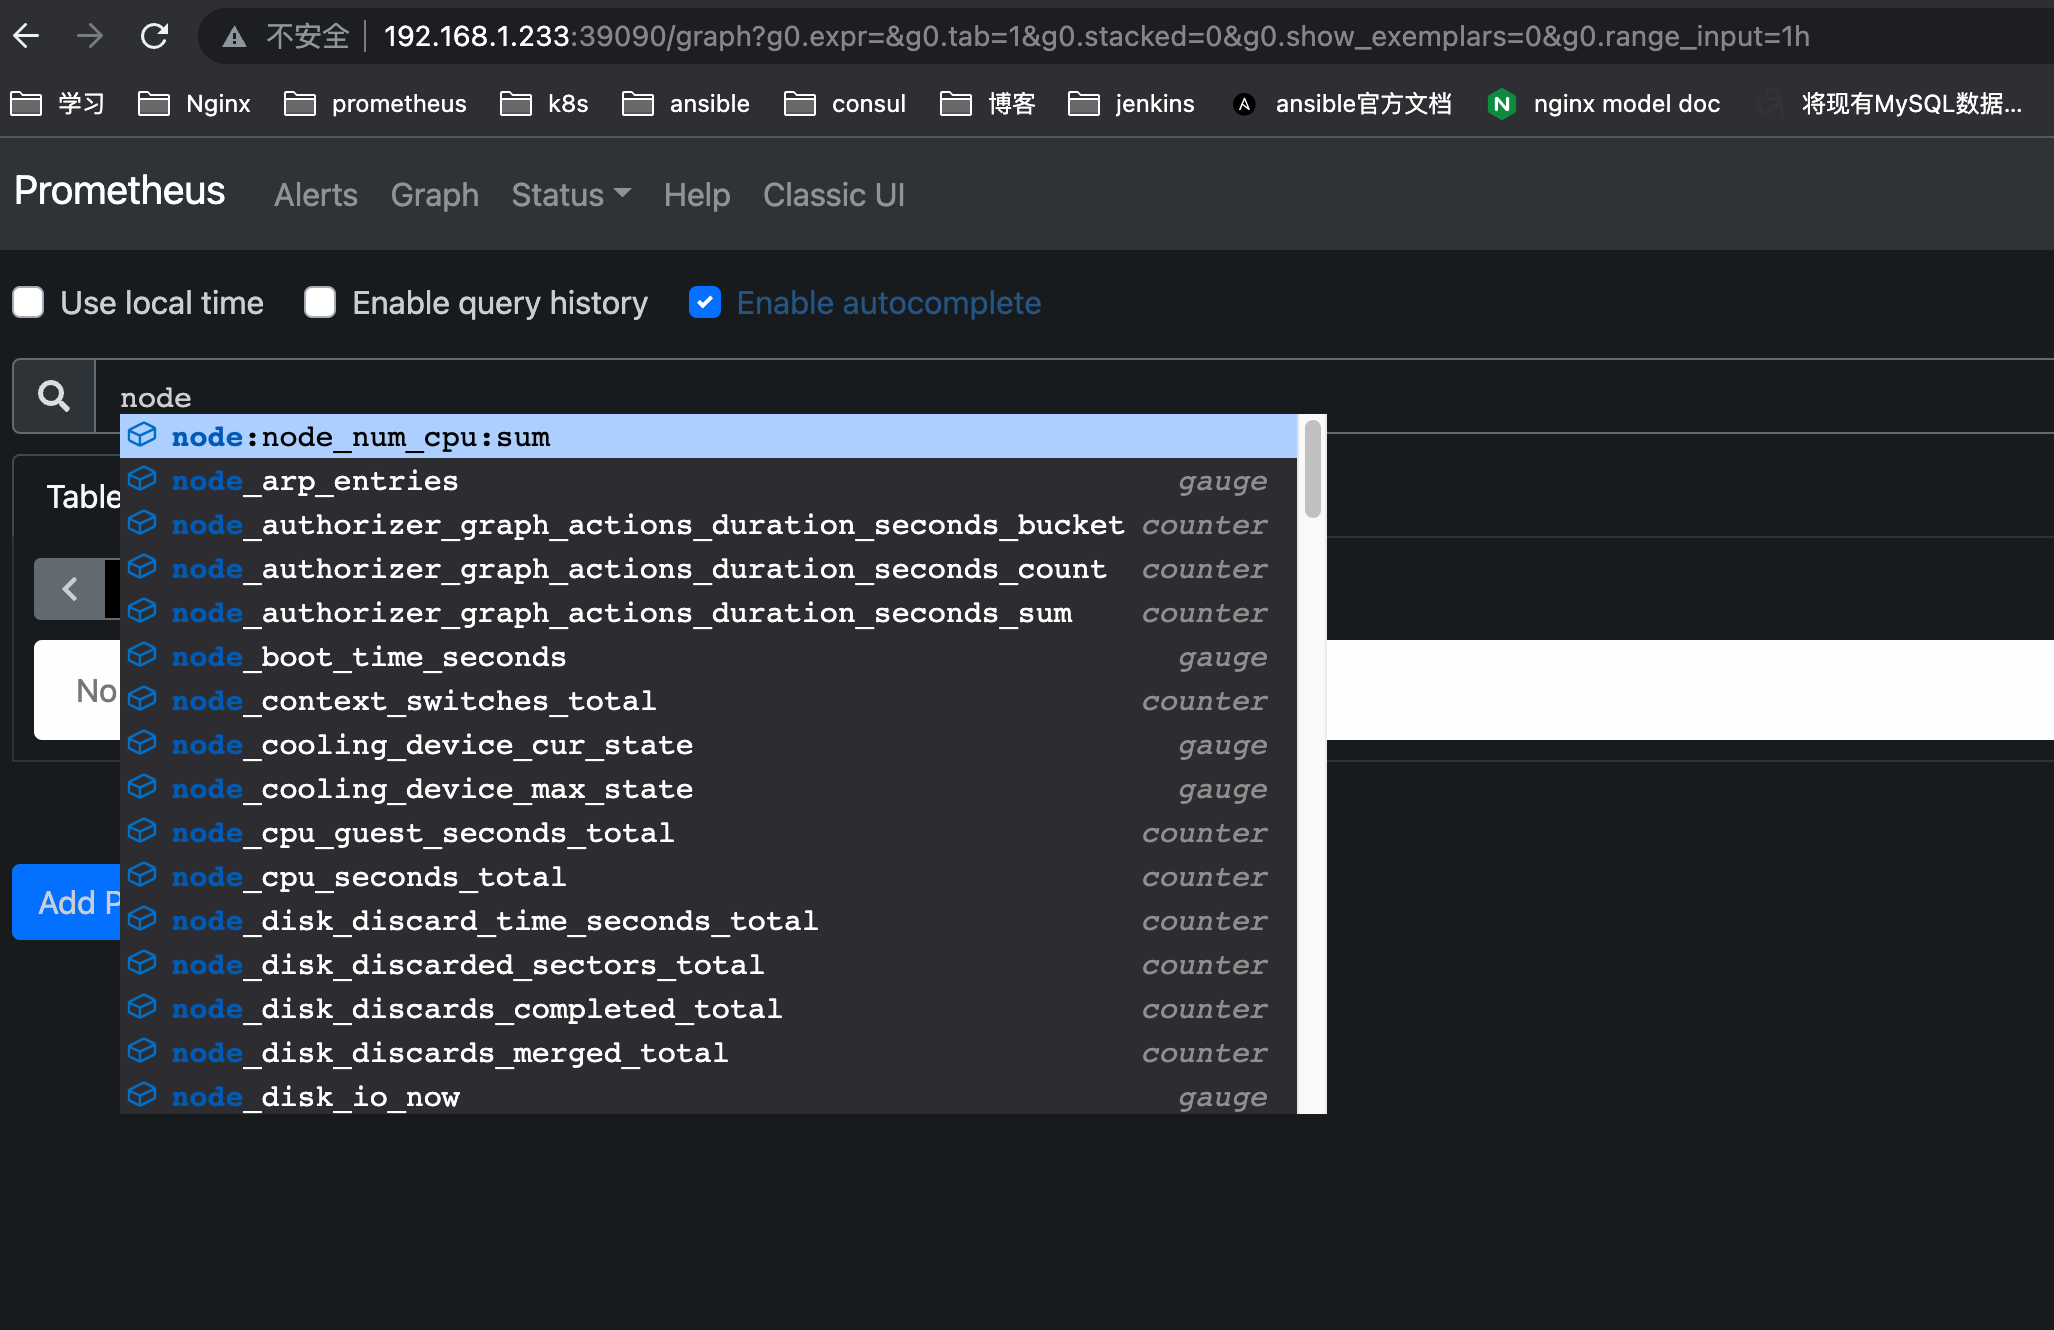 不安全 192.168.1.233:39090/graph?g0.expr=&g0.tab=1&g0.stacked=0&g0.show_exemplars=0&g0.range_input=1h
学习 Nginx prometheus k8s ansible consul 博客 jenkins ansible官方文档 nginx model doc 将现有MySQL数据...
Prometheus Alerts Graph Status Help Classic UI
Use local time Enable query history Enable autocomplete
node
node:node_num_cpu:sum
node_arp_entries gauge
Table
node_authorizer_graph_actions_duration_seconds_bucket counter
node_authorizer_graph_actions_duration_seconds_count counter
node_authorizer_graph_actions_duration_seconds_sum counter
node_boot_time_seconds gauge
No
node_context_switches_total counter
node_cooling_device_cur_state gauge
node_cooling_device_max_state gauge
node_cpu_guest_seconds_total counter
node_cpu_seconds_total counter
Add P
node_disk_discard_time_seconds_total counter
node_disk_discarded_sectors_total counter
node_disk_discards_completed_total counter
node_disk_discards_merged_total counter
node_disk_io_now gauge